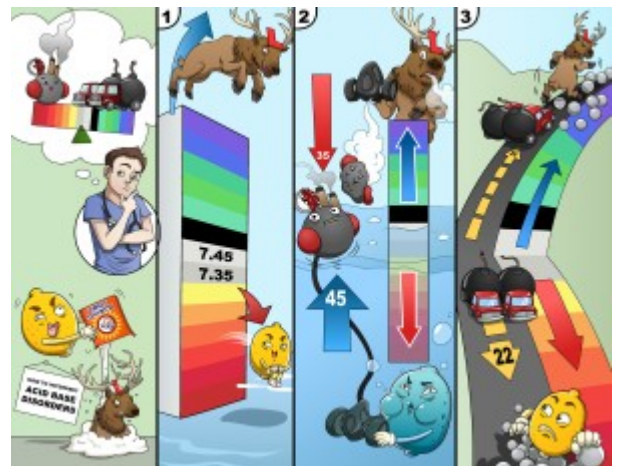 1
2
3
7.45
7.35
35
45
22
HOW TO INTERPRET
ACID BASE
DISORDERS